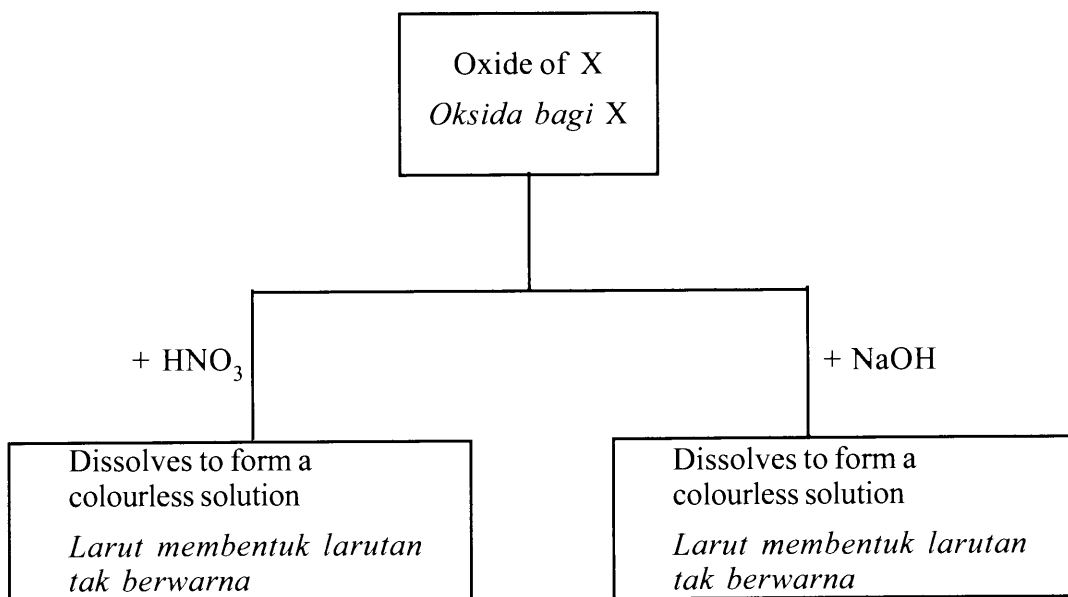 Oxide of X
Oksida bagi X
+ HNO₃
+ NaOH
Dissolves to form a
colourless solution
Larut membentuk larutan
tak berwarna
Dissolves to form a
colourless solution
Larut membentuk larutan
tak berwarna